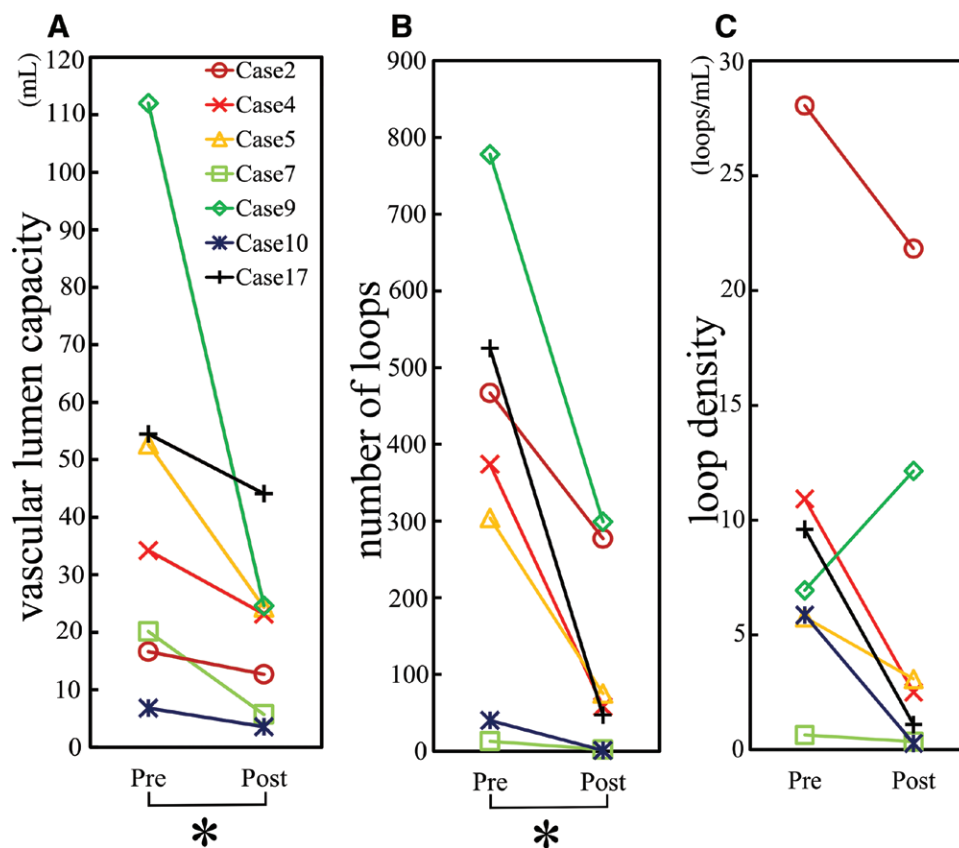 A
vascular lumen capacity
(mL)
120
110
100
90
80
70
60
50
40
30
20
10
0
Case2
Case4
Case5
Case7
Case9
Case10
Case17
Pre Post
*
B
number of loops
900
800
700
600
500
400
300
200
100
0
Pre Post
*
C
loop density
(loops/mL)
30
25
20
15
10
5
0
Pre Post